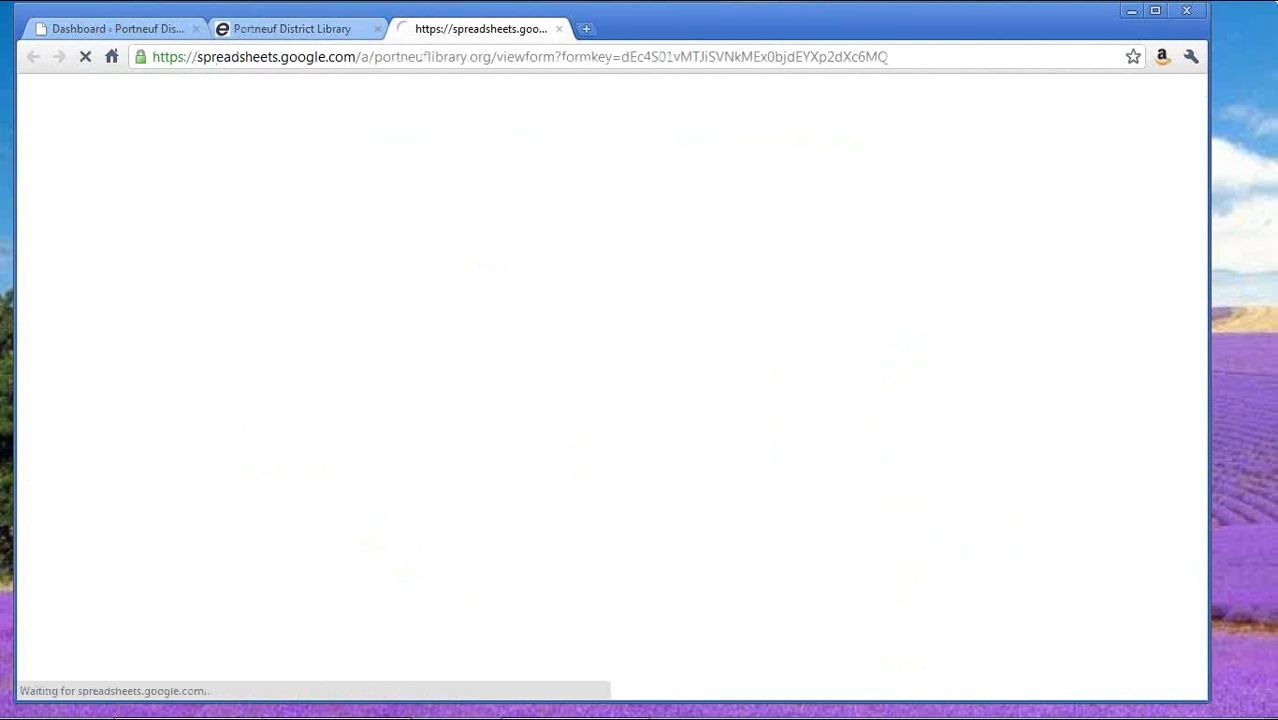 Dashboard ‹ Portneuf Dis...
Portneuf District Library
https://spreadsheets.goo...
https://spreadsheets.google.com/a/portneuflibrary.org/viewform?formkey=dEc4S01vMTJiSVNkMEx0bjdEYXp2dXc6MQ
Waiting for spreadsheets.google.com...